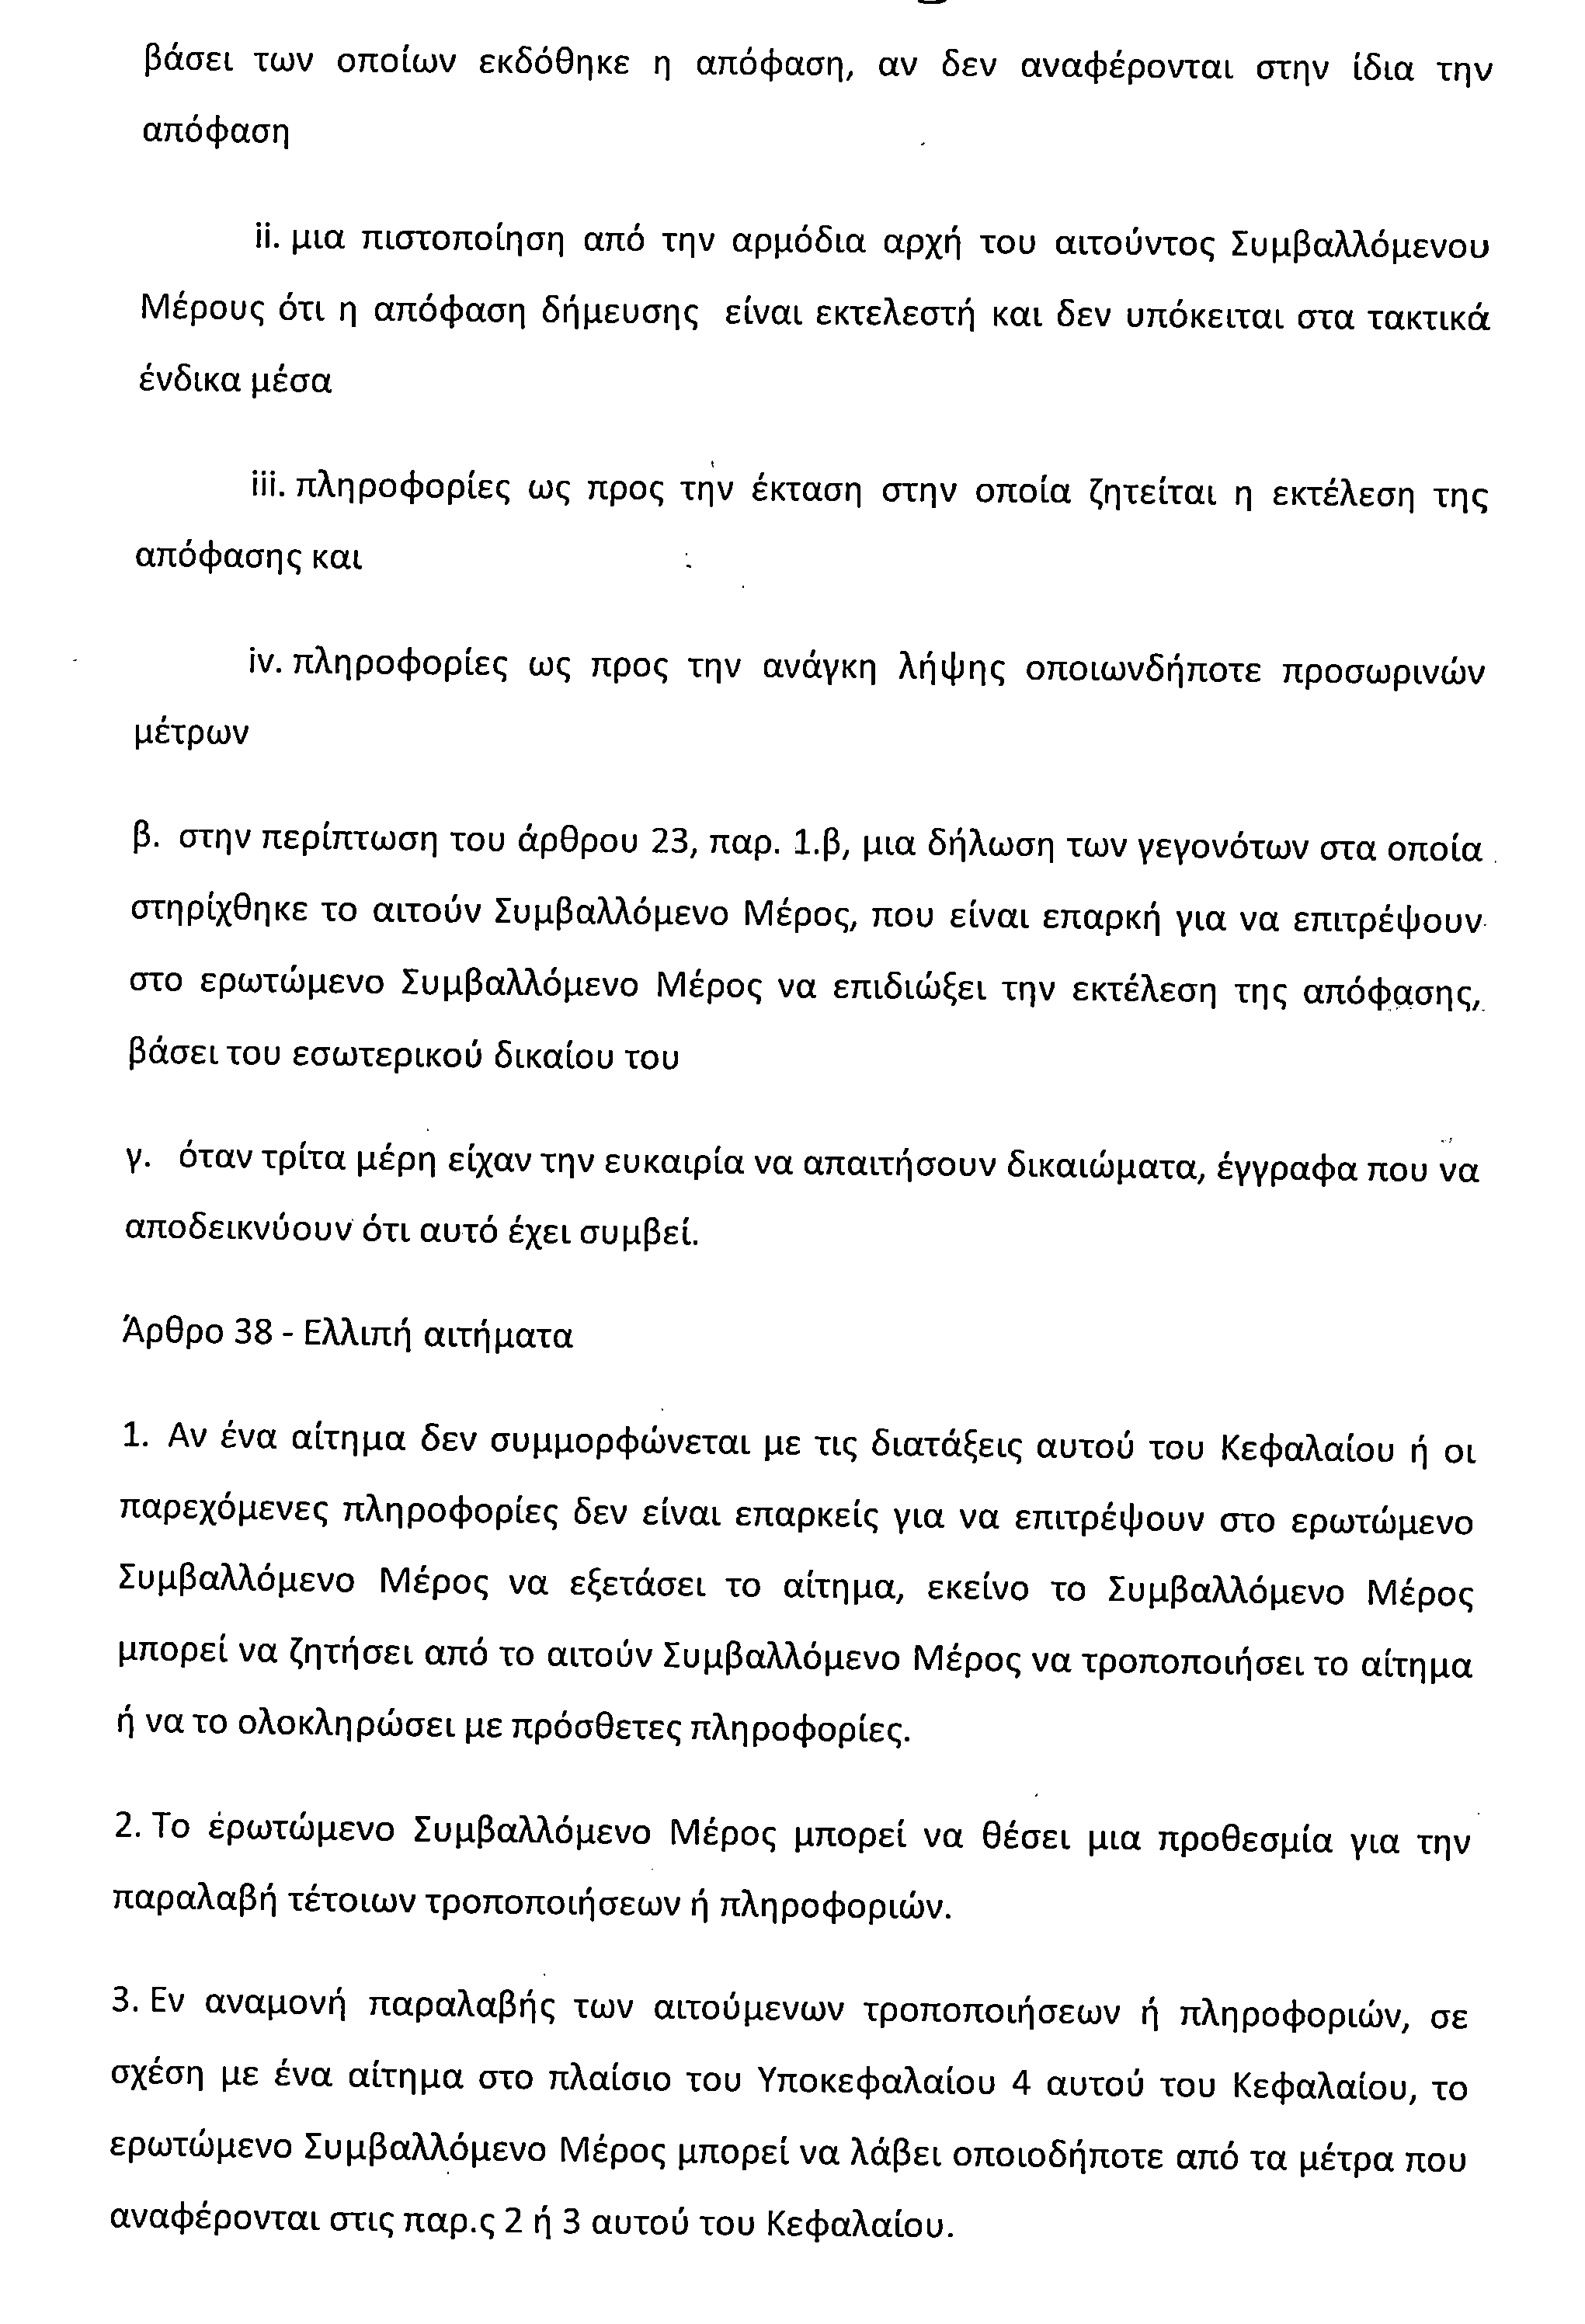 βάσει των οποίων εκδόθηκε η απόφαση, αν δεν αναφέρονται στην ίδια την
απόφαση
ii. μια πιστοποίηση από την αρμόδια αρχή του αιτούντος Συμβαλλόμενου
Μέρους ότι η απόφαση δήμευσης είναι εκτελεστή και δεν υπόκειται στα τακτικά
ένδικα μέσα
iii. πληροφορίες ως προς την έκταση στην οποία ζητείται η εκτέλεση της
απόφασης και
iv. πληροφορίες ως προς την ανάγκη λήψης οποιωνδήποτε προσωρινών
μέτρων
β. στην περίπτωση του άρθρου 23, παρ. 1.β, μια δήλωση των γεγονότων στα οποία
στηρίχθηκε το αιτούν Συμβαλλόμενο Μέρος, που είναι επαρκή για να επιτρέψουν
στο ερωτώμενο Συμβαλλόμενο Μέρος να επιδιώξει την εκτέλεση της απόφασης,
βάσει του εσωτερικού δικαίου του
γ. όταν τρίτα μέρη είχαν την ευκαιρία να απαιτήσουν δικαιώματα, έγγραφα που να
αποδεικνύουν ότι αυτό έχει συμβεί.
Άρθρο 38 - Ελλιπή αιτήματα
1. Αν ένα αίτημα δεν συμμορφώνεται με τις διατάξεις αυτού του Κεφαλαίου ή οι
παρεχόμενες πληροφορίες δεν είναι επαρκείς για να επιτρέψουν στο ερωτώμενο
Συμβαλλόμενο Μέρος να εξετάσει το αίτημα, εκείνο το Συμβαλλόμενο Μέρος
μπορεί να ζητήσει από το αιτούν Συμβαλλόμενο Μέρος να τροποποιήσει το αίτημα
ή να το ολοκληρώσει με πρόσθετες πληροφορίες.
2. Το ερωτώμενο Συμβαλλόμενο Μέρος μπορεί να θέσει μια προθεσμία για την
παραλαβή τέτοιων τροποποιήσεων ή πληροφοριών.
3. Εν αναμονή παραλαβής των αιτούμενων τροποποιήσεων ή πληροφοριών, σε
σχέση με ένα αίτημα στο πλαίσιο του Υποκεφαλαίου 4 αυτού του Κεφαλαίου, το
ερωτώμενο Συμβαλλόμενο Μέρος μπορεί να λάβει οποιοδήποτε από τα μέτρα που
αναφέρονται στις παρ.ς 2 ή 3 αυτού του Κεφαλαίου.